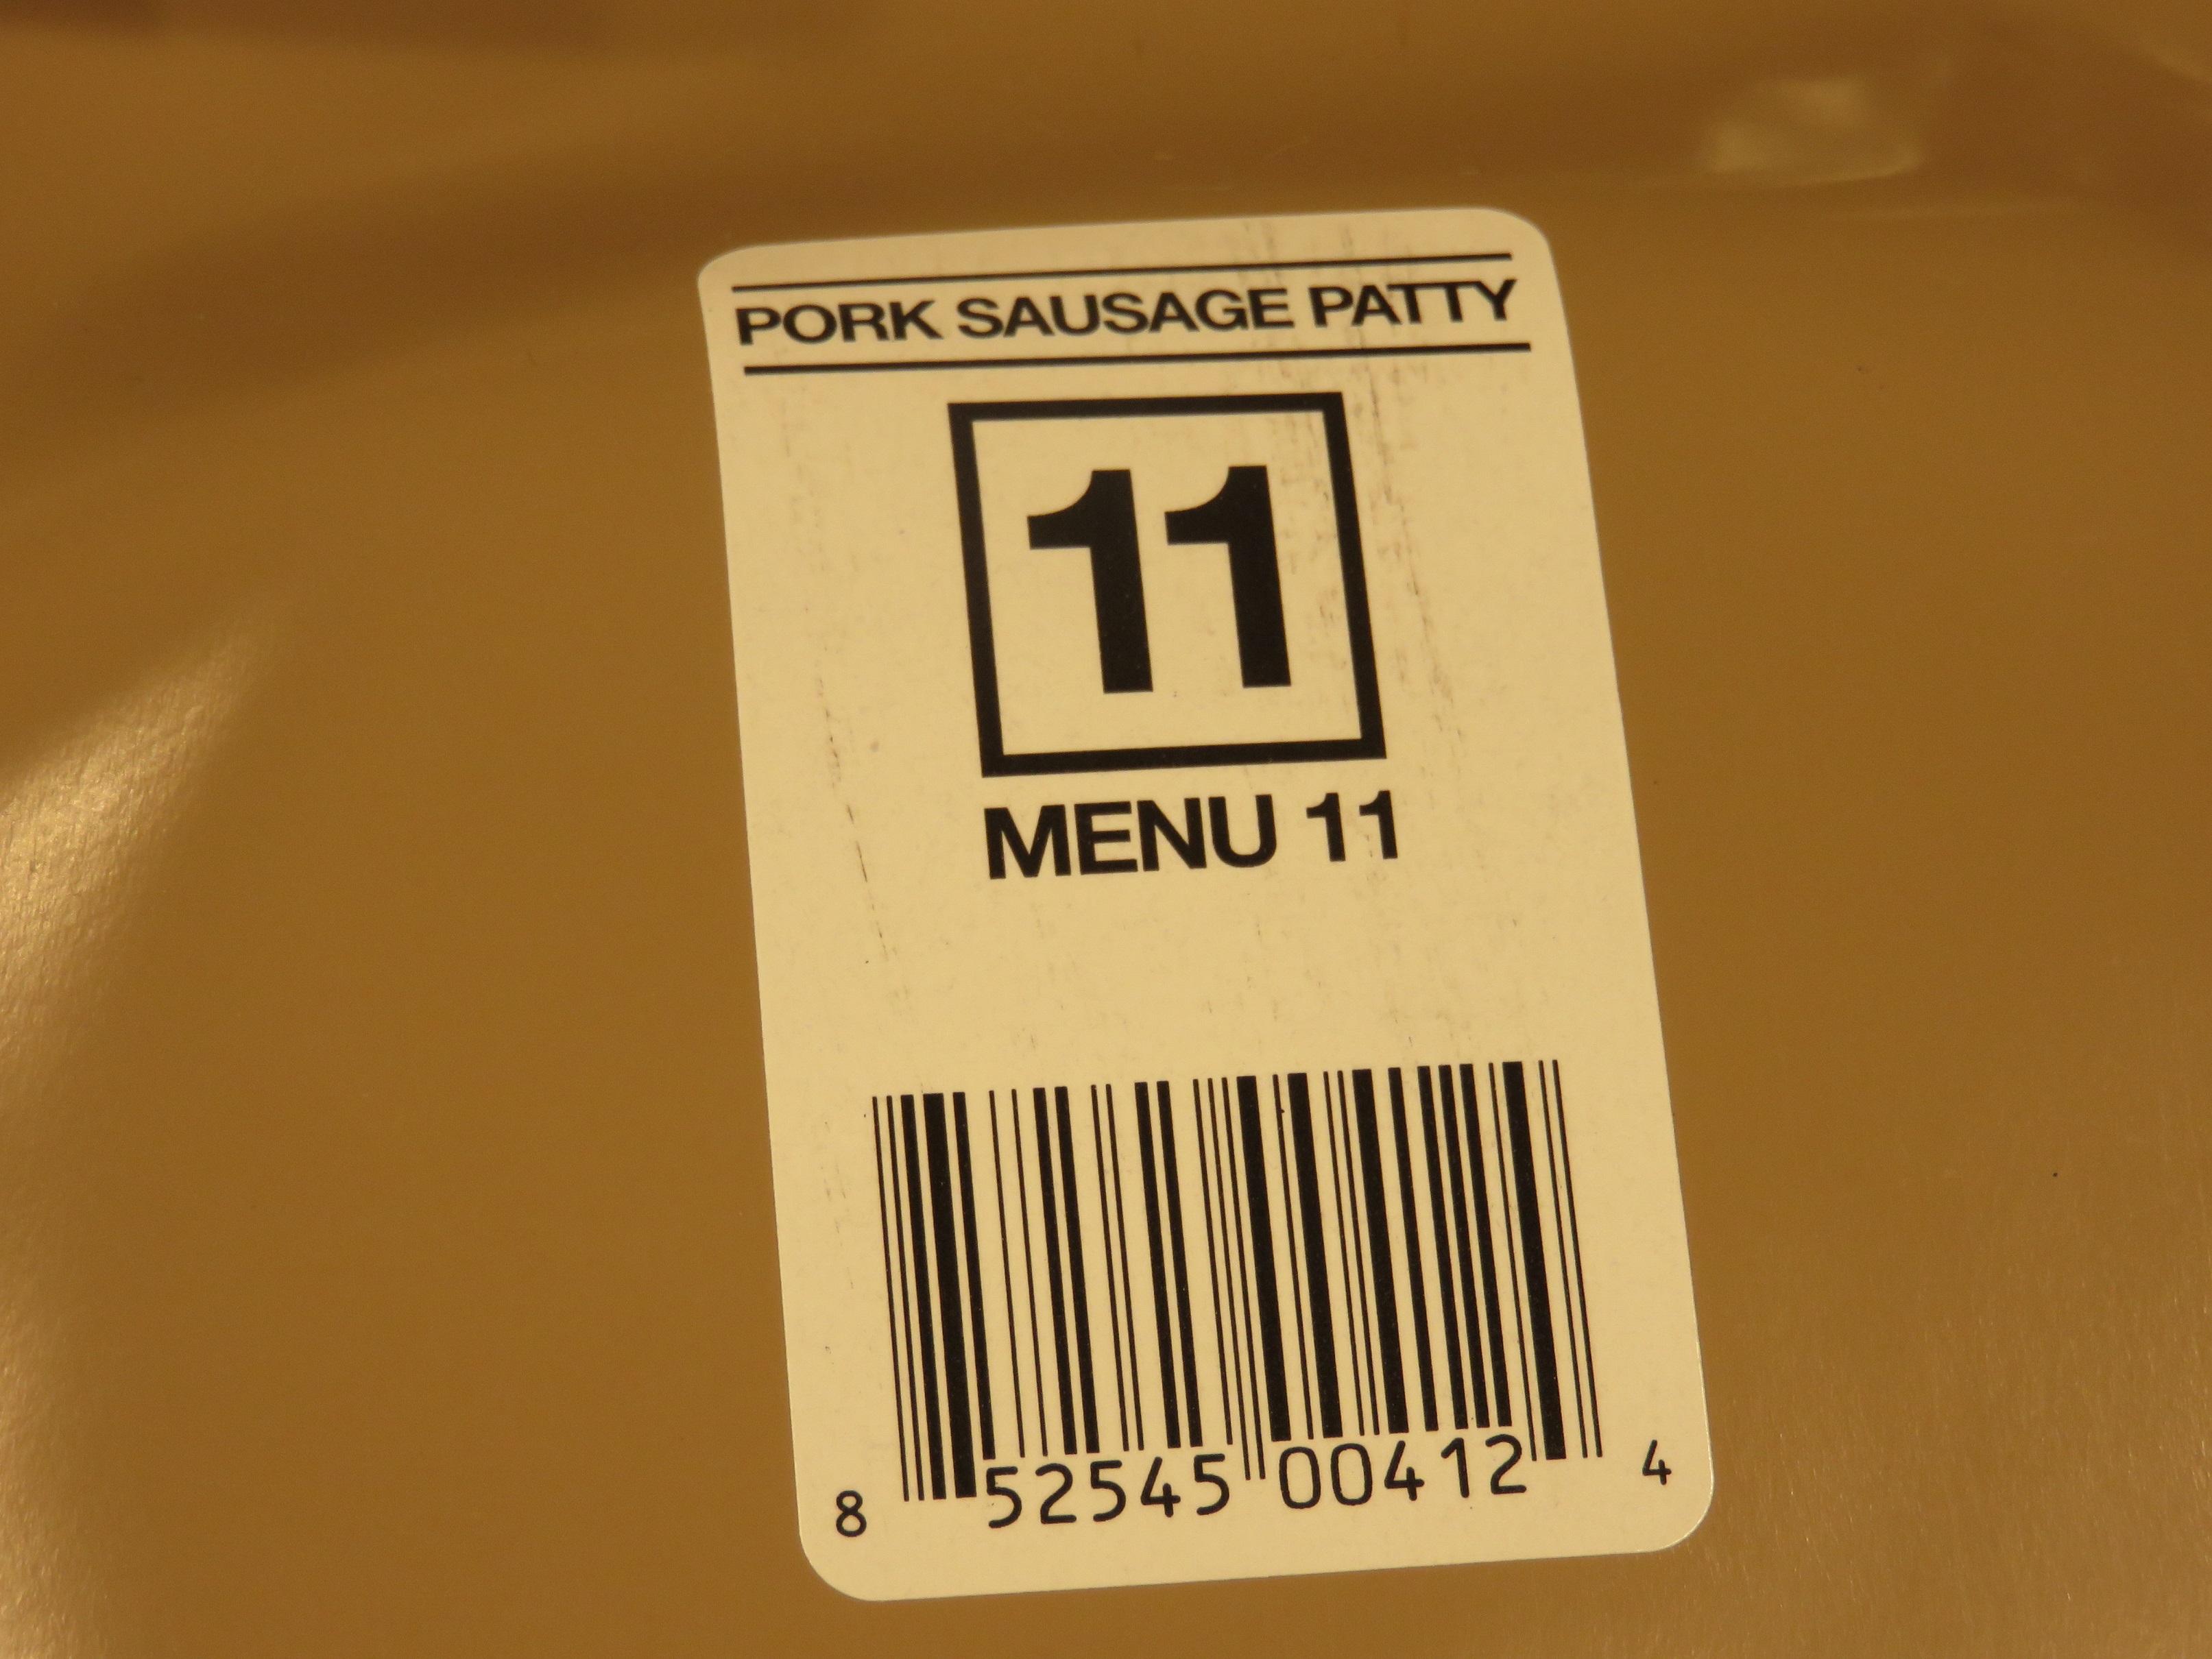 PORK SAUSAGE PATTY
11
MENU 11
8 52545 00412 4